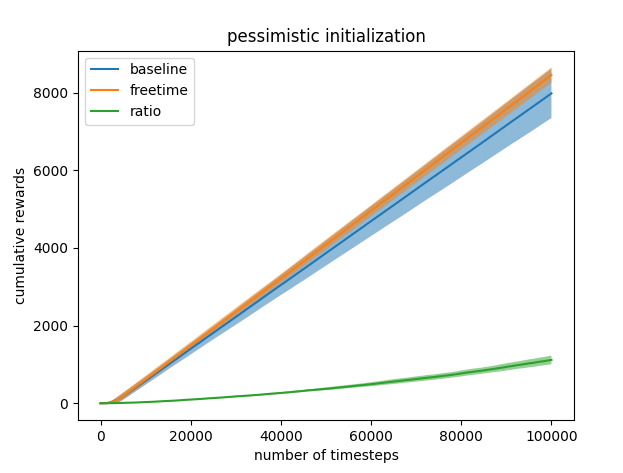 pessimistic initialization
baseline
freetime
ratio
cumulative rewards
8000
6000
4000
2000
0
0 20000 40000 60000 80000 100000
number of timesteps